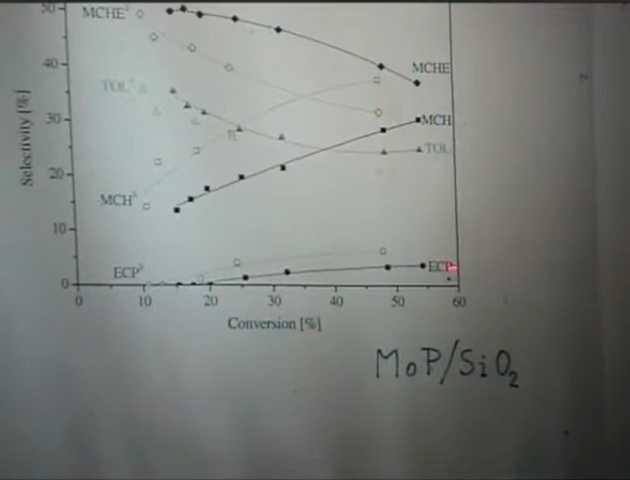 50
MCHE^S
MCHE
40
TOL^S
30
MCH
TOL
20
MCH^S
10
ECP^S
ECP
0
0 10 20 30 40 50 60
Selectivity [%]
Conversion [%]
MoP/SiO₂